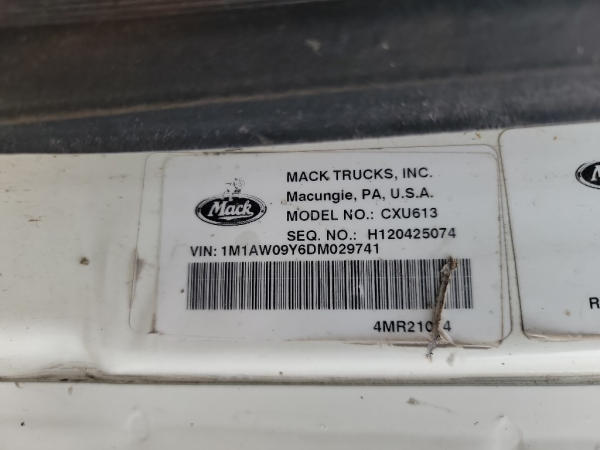 Mack
MACK TRUCKS, INC.
Macungie, PA, U.S.A.
MODEL NO.: CXU613
SEQ. NO.: H120425074
VIN: 1M1AW09Y6DM029741